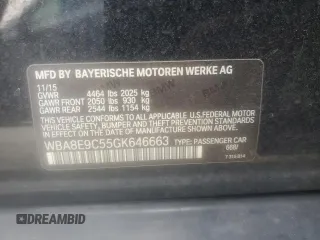 MFD BY BAYERISCHE MOTOREN WERKE AG
11/15
GVWR 4464 lbs 2025 kg
GAWR FRONT 2050 lbs 930 kg
GAWR REAR 2544 lbs 1154 kg
THIS VEHICLE CONFORMS TO ALL APPLICABLE
U.S. FEDERAL MOTOR VEHICLE SAFETY,
BUMPER, AND THEFT PREVENTION
STANDARDS IN EFFECT ON THE DATE OF
MANUFACTURE SHOWN ABOVE.
WBA8E9C55GK646663
TYPE: PASSENGER CAR
AUTOHELPERBOT.COM